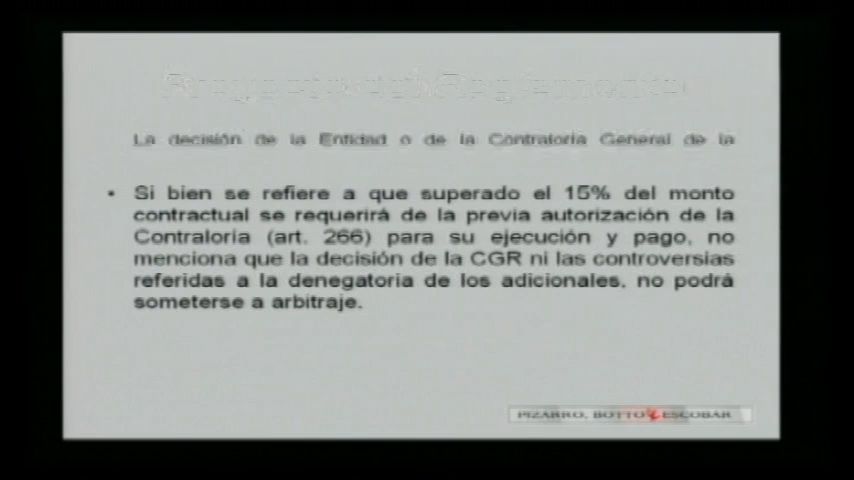 Proyecto del Reglamento
La decisión de la Entidad o de la Contraloría General de la
• Si bien se refiere a que superado el 15% del monto
contractual se requerirá de la previa autorización de la
Contraloría (art. 266) para su ejecución y pago, no
menciona que la decisión de la CGR ni las controversias
referidas a la denegatoria de los adicionales, no podrá
someterse a arbitraje.
PIZARRO, BOTTO & ESCOBAR